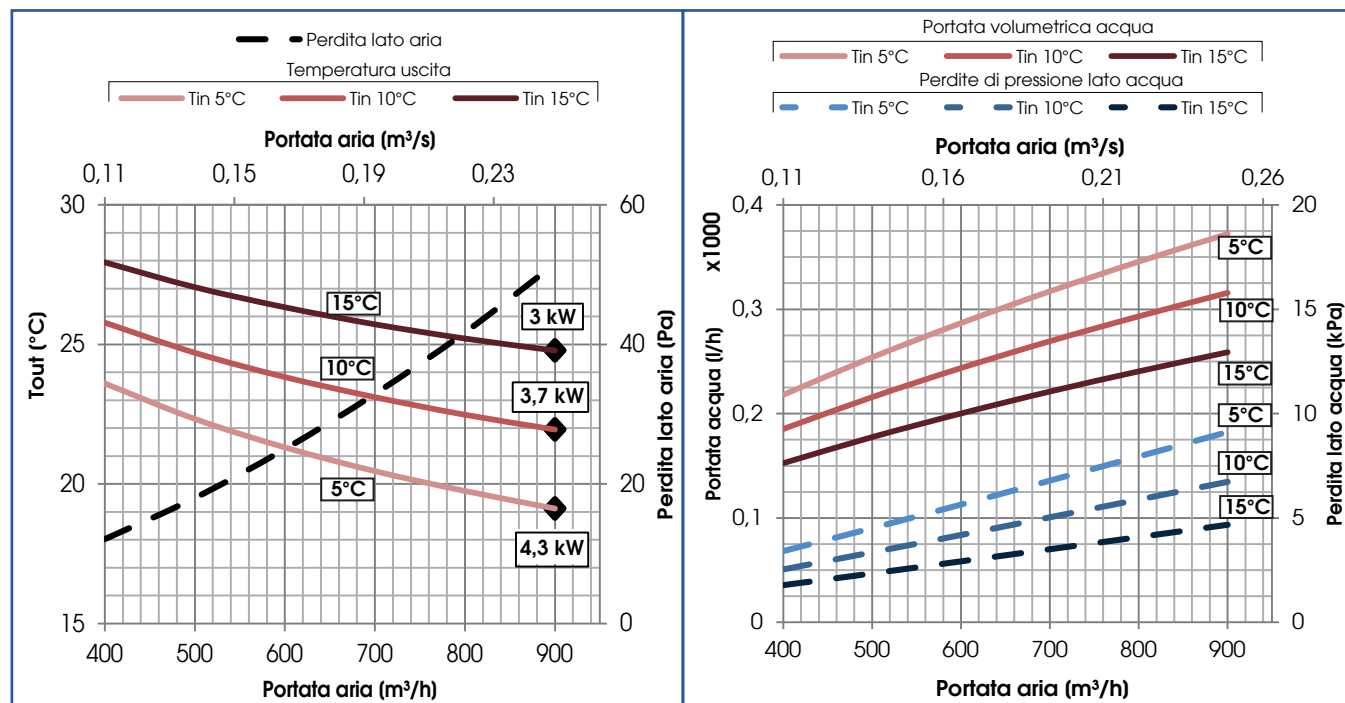 Perdita lato aria
Temperatura uscita
Tin 5°C Tin 10°C Tin 15°C
Portata aria (m³/s)
0,11 0,15 0,19 0,23
30 60
25 40
20 20
15 0
Tout (°C)
Perdita lato aria (Pa)
15°C
3 kW
10°C
3,7 kW
5°C
4,3 kW
400 500 600 700 800 900
Portata aria (m³/h)
Portata volumetrica acqua
Tin 5°C Tin 10°C Tin 15°C
Perdite di pressione lato acqua
Tin 5°C Tin 10°C Tin 15°C
Portata aria (m³/s)
0,11 0,16 0,21 0,26
0,4 20
x1000
0,3 15
0,2 10
0,1 5
0 0
Portata acqua (l/h)
Perdita lato acqua (kPa)
5°C
10°C
15°C
5°C
10°C
15°C
400 500 600 700 800 900
Portata aria (m³/h)